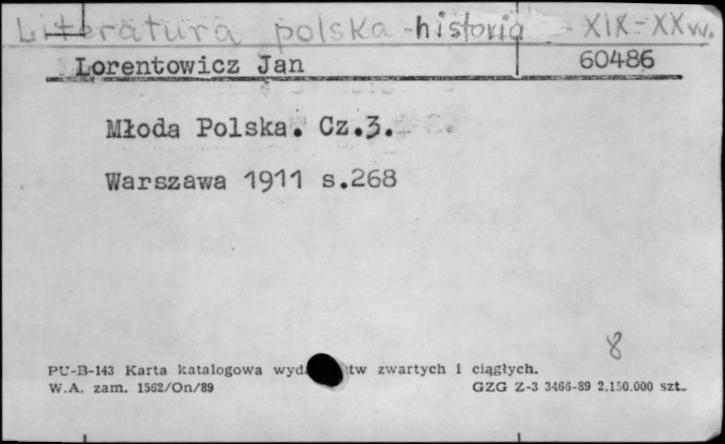 Literatura polska - historia - XIX-XX w.
Lorentowicz Jan 60486
Młoda Polska. Cz.3.
Warszawa 1911 s.268
8
PU-B-143 Karta katalogowa wyd tw zwartych i ciągłych.
W.A. zam. 1562/On/89 GZG Z-3 3466-89 2.150.000 szt.